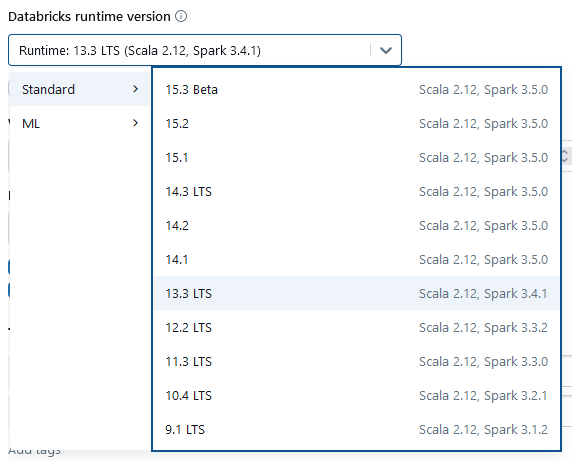 Databricks runtime version
Runtime: 13.3 LTS (Scala 2.12, Spark 3.4.1)
Standard
ML
15.3 Beta Scala 2.12, Spark 3.5.0
15.2 Scala 2.12, Spark 3.5.0
15.1 Scala 2.12, Spark 3.5.0
14.3 LTS Scala 2.12, Spark 3.5.0
14.2 Scala 2.12, Spark 3.5.0
14.1 Scala 2.12, Spark 3.5.0
13.3 LTS Scala 2.12, Spark 3.4.1
12.2 LTS Scala 2.12, Spark 3.3.2
11.3 LTS Scala 2.12, Spark 3.3.0
10.4 LTS Scala 2.12, Spark 3.2.1
9.1 LTS Scala 2.12, Spark 3.1.2
Add tags